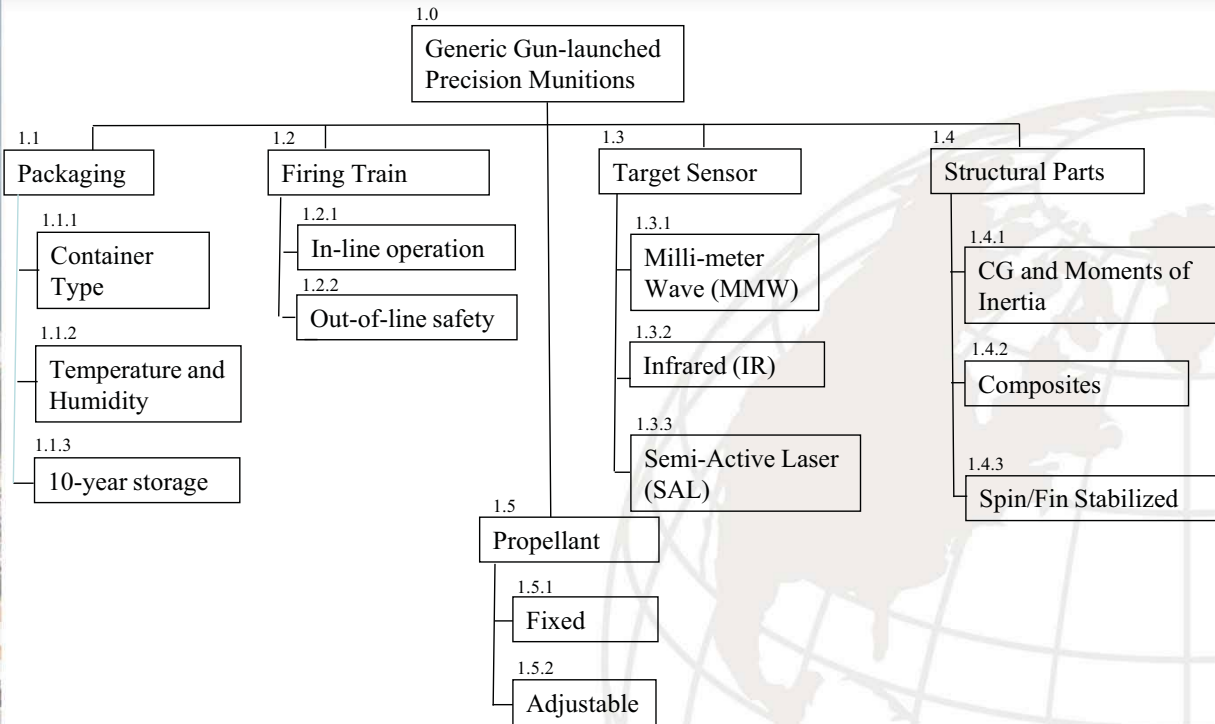 1.0
Generic Gun-launched
Precision Munitions
1.1
Packaging
1.1.1
Container
Type
1.1.2
Temperature and
Humidity
1.1.3
10-year storage
1.2
Firing Train
1.2.1
In-line operation
1.2.2
Out-of-line safety
1.3
Target Sensor
1.3.1
Milli-meter
Wave (MMW)
1.3.2
Infrared (IR)
1.3.3
Semi-Active Laser
(SAL)
1.4
Structural Parts
1.4.1
CG and Moments of
Inertia
1.4.2
Composites
1.4.3
Spin/Fin Stabilized
1.5
Propellant
1.5.1
Fixed
1.5.2
Adjustable